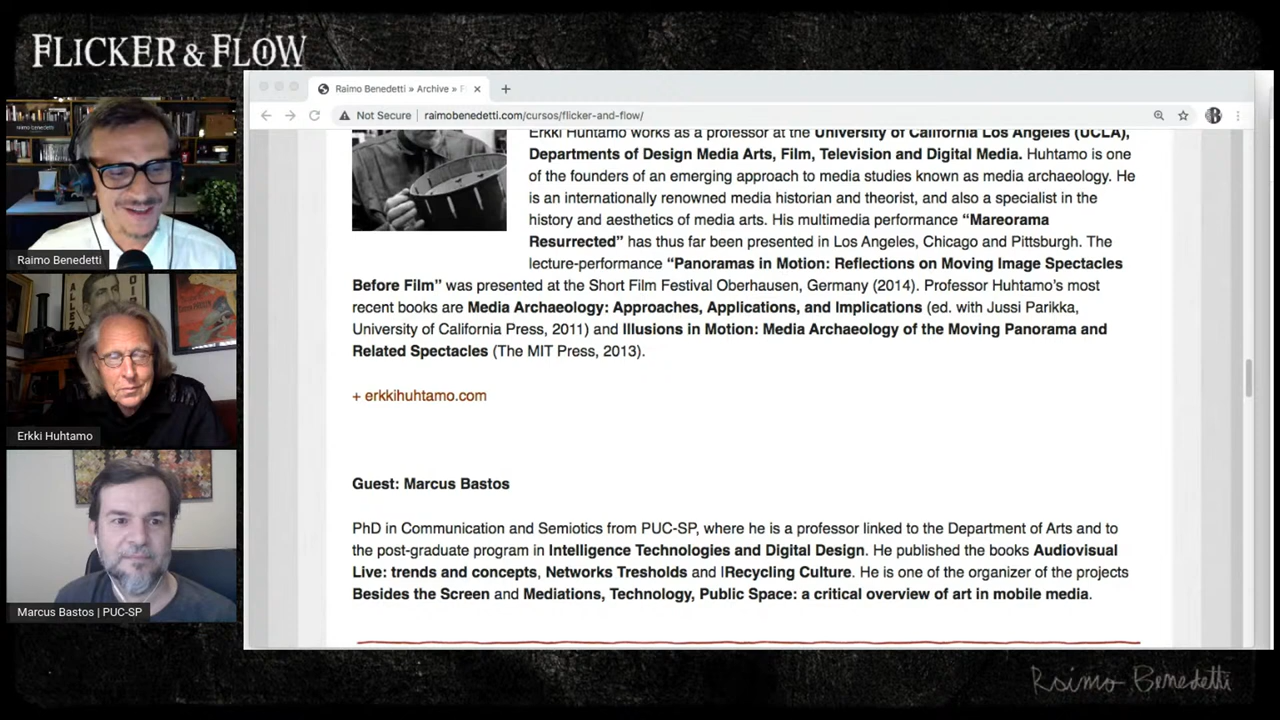 FLICKER & FLOW
Raimo Benedetti » Archive » F
Not Secure
raimobenedetti.com/cursos/flicker-and-flow/
Erkki Huhtamo works as a professor at the University of California Los Angeles (UCLA),
Departments of Design Media Arts, Film, Television and Digital Media. Huhtamo is one
of the founders of an emerging approach to media studies known as media archaeology. He
is an internationally renowned media historian and theorist, and also a specialist in the
history and aesthetics of media arts. His multimedia performance “Mareorama
Resurrected” has thus far been presented in Los Angeles, Chicago and Pittsburgh. The
lecture-performance “Panoramas in Motion: Reflections on Moving Image Spectacles
Before Film” was presented at the Short Film Festival Oberhausen, Germany (2014). Professor Huhtamo’s most
recent books are Media Archaeology: Approaches, Applications, and Implications (ed. with Jussi Parikka,
University of California Press, 2011) and Illusions in Motion: Media Archaeology of the Moving Panorama and
Related Spectacles (The MIT Press, 2013).
+ erkkihuhtamo.com
Guest: Marcus Bastos
PhD in Communication and Semiotics from PUC-SP, where he is a professor linked to the Department of Arts and to
the post-graduate program in Intelligence Technologies and Digital Design. He published the books Audiovisual
Live: trends and concepts, Networks Tresholds and lRecycling Culture. He is one of the organizer of the projects
Besides the Screen and Mediations, Technology, Public Space: a critical overview of art in mobile media.
Raimo Benedetti
Erkki Huhtamo
Marcus Bastos | PUC-SP
Raimo Benedetti